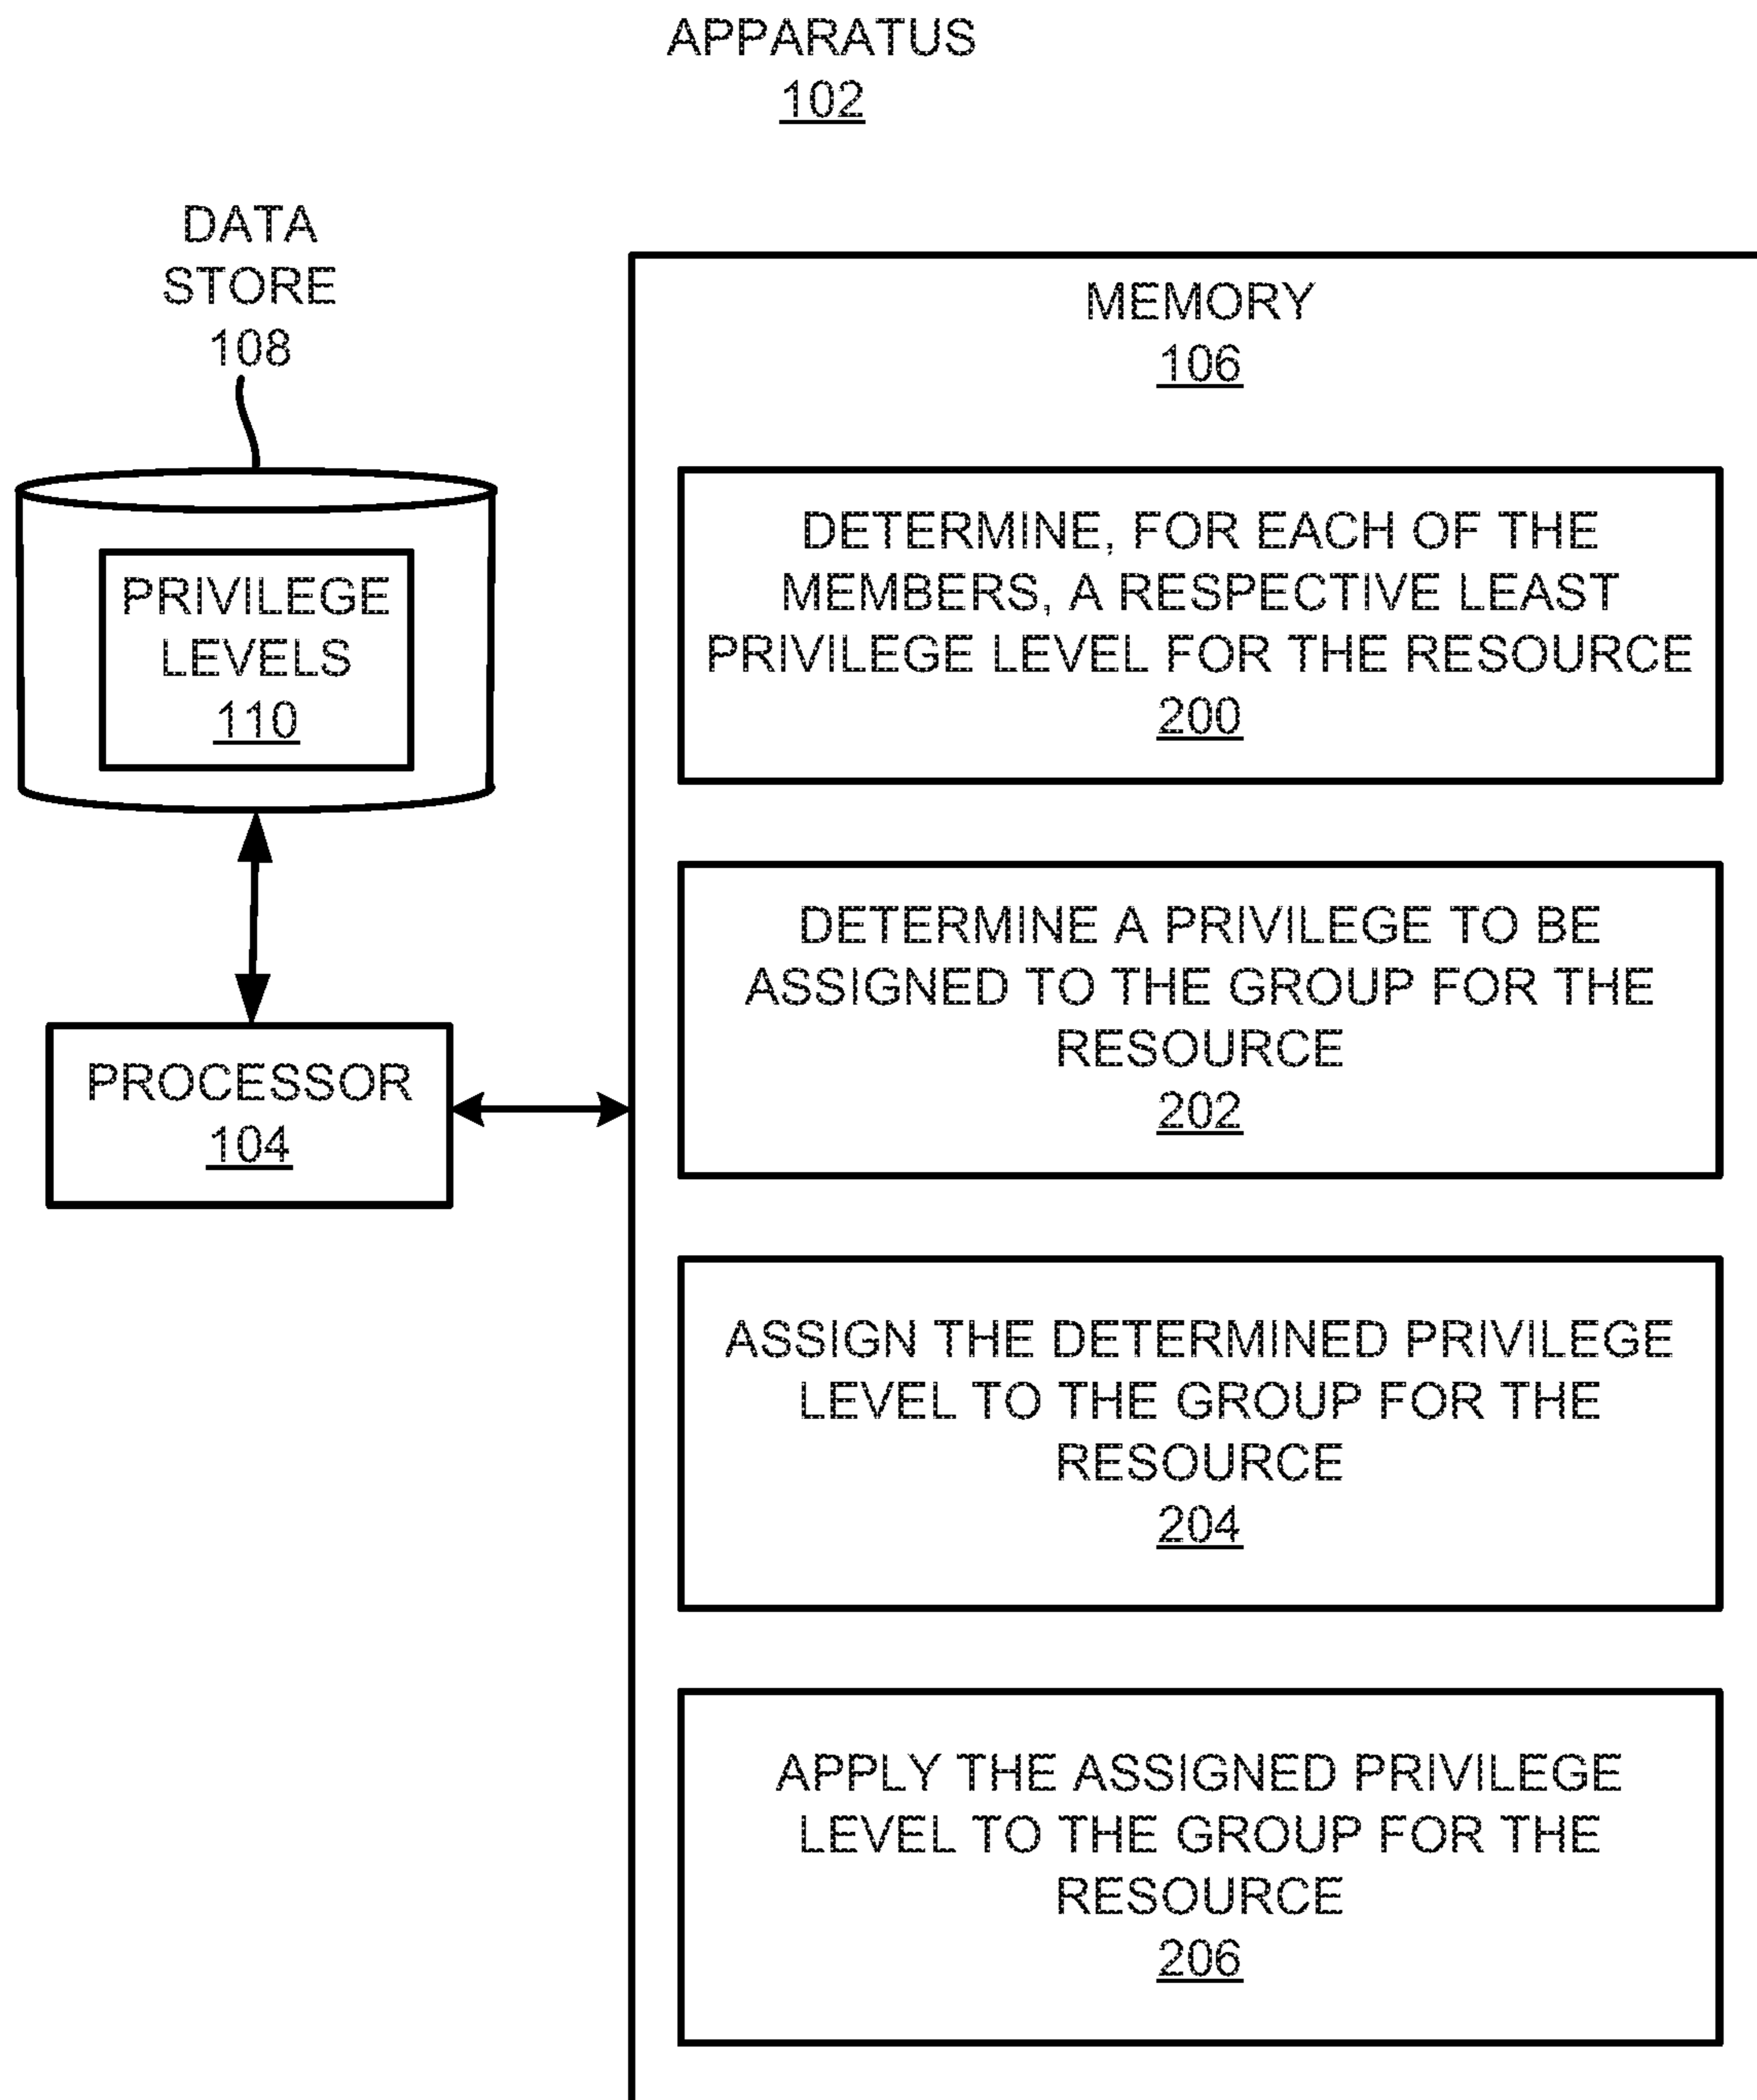 APPARATUS
102
DATA
STORE
108
PRIVILEGE
LEVELS
110
PROCESSOR
104
MEMORY
106
DETERMINE, FOR EACH OF THE
MEMBERS, A RESPECTIVE LEAST
PRIVILEGE LEVEL FOR THE RESOURCE
200
DETERMINE A PRIVILEGE TO BE
ASSIGNED TO THE GROUP FOR THE
RESOURCE
202
ASSIGN THE DETERMINED PRIVILEGE
LEVEL TO THE GROUP FOR THE
RESOURCE
204
APPLY THE ASSIGNED PRIVILEGE
LEVEL TO THE GROUP FOR THE
RESOURCE
206